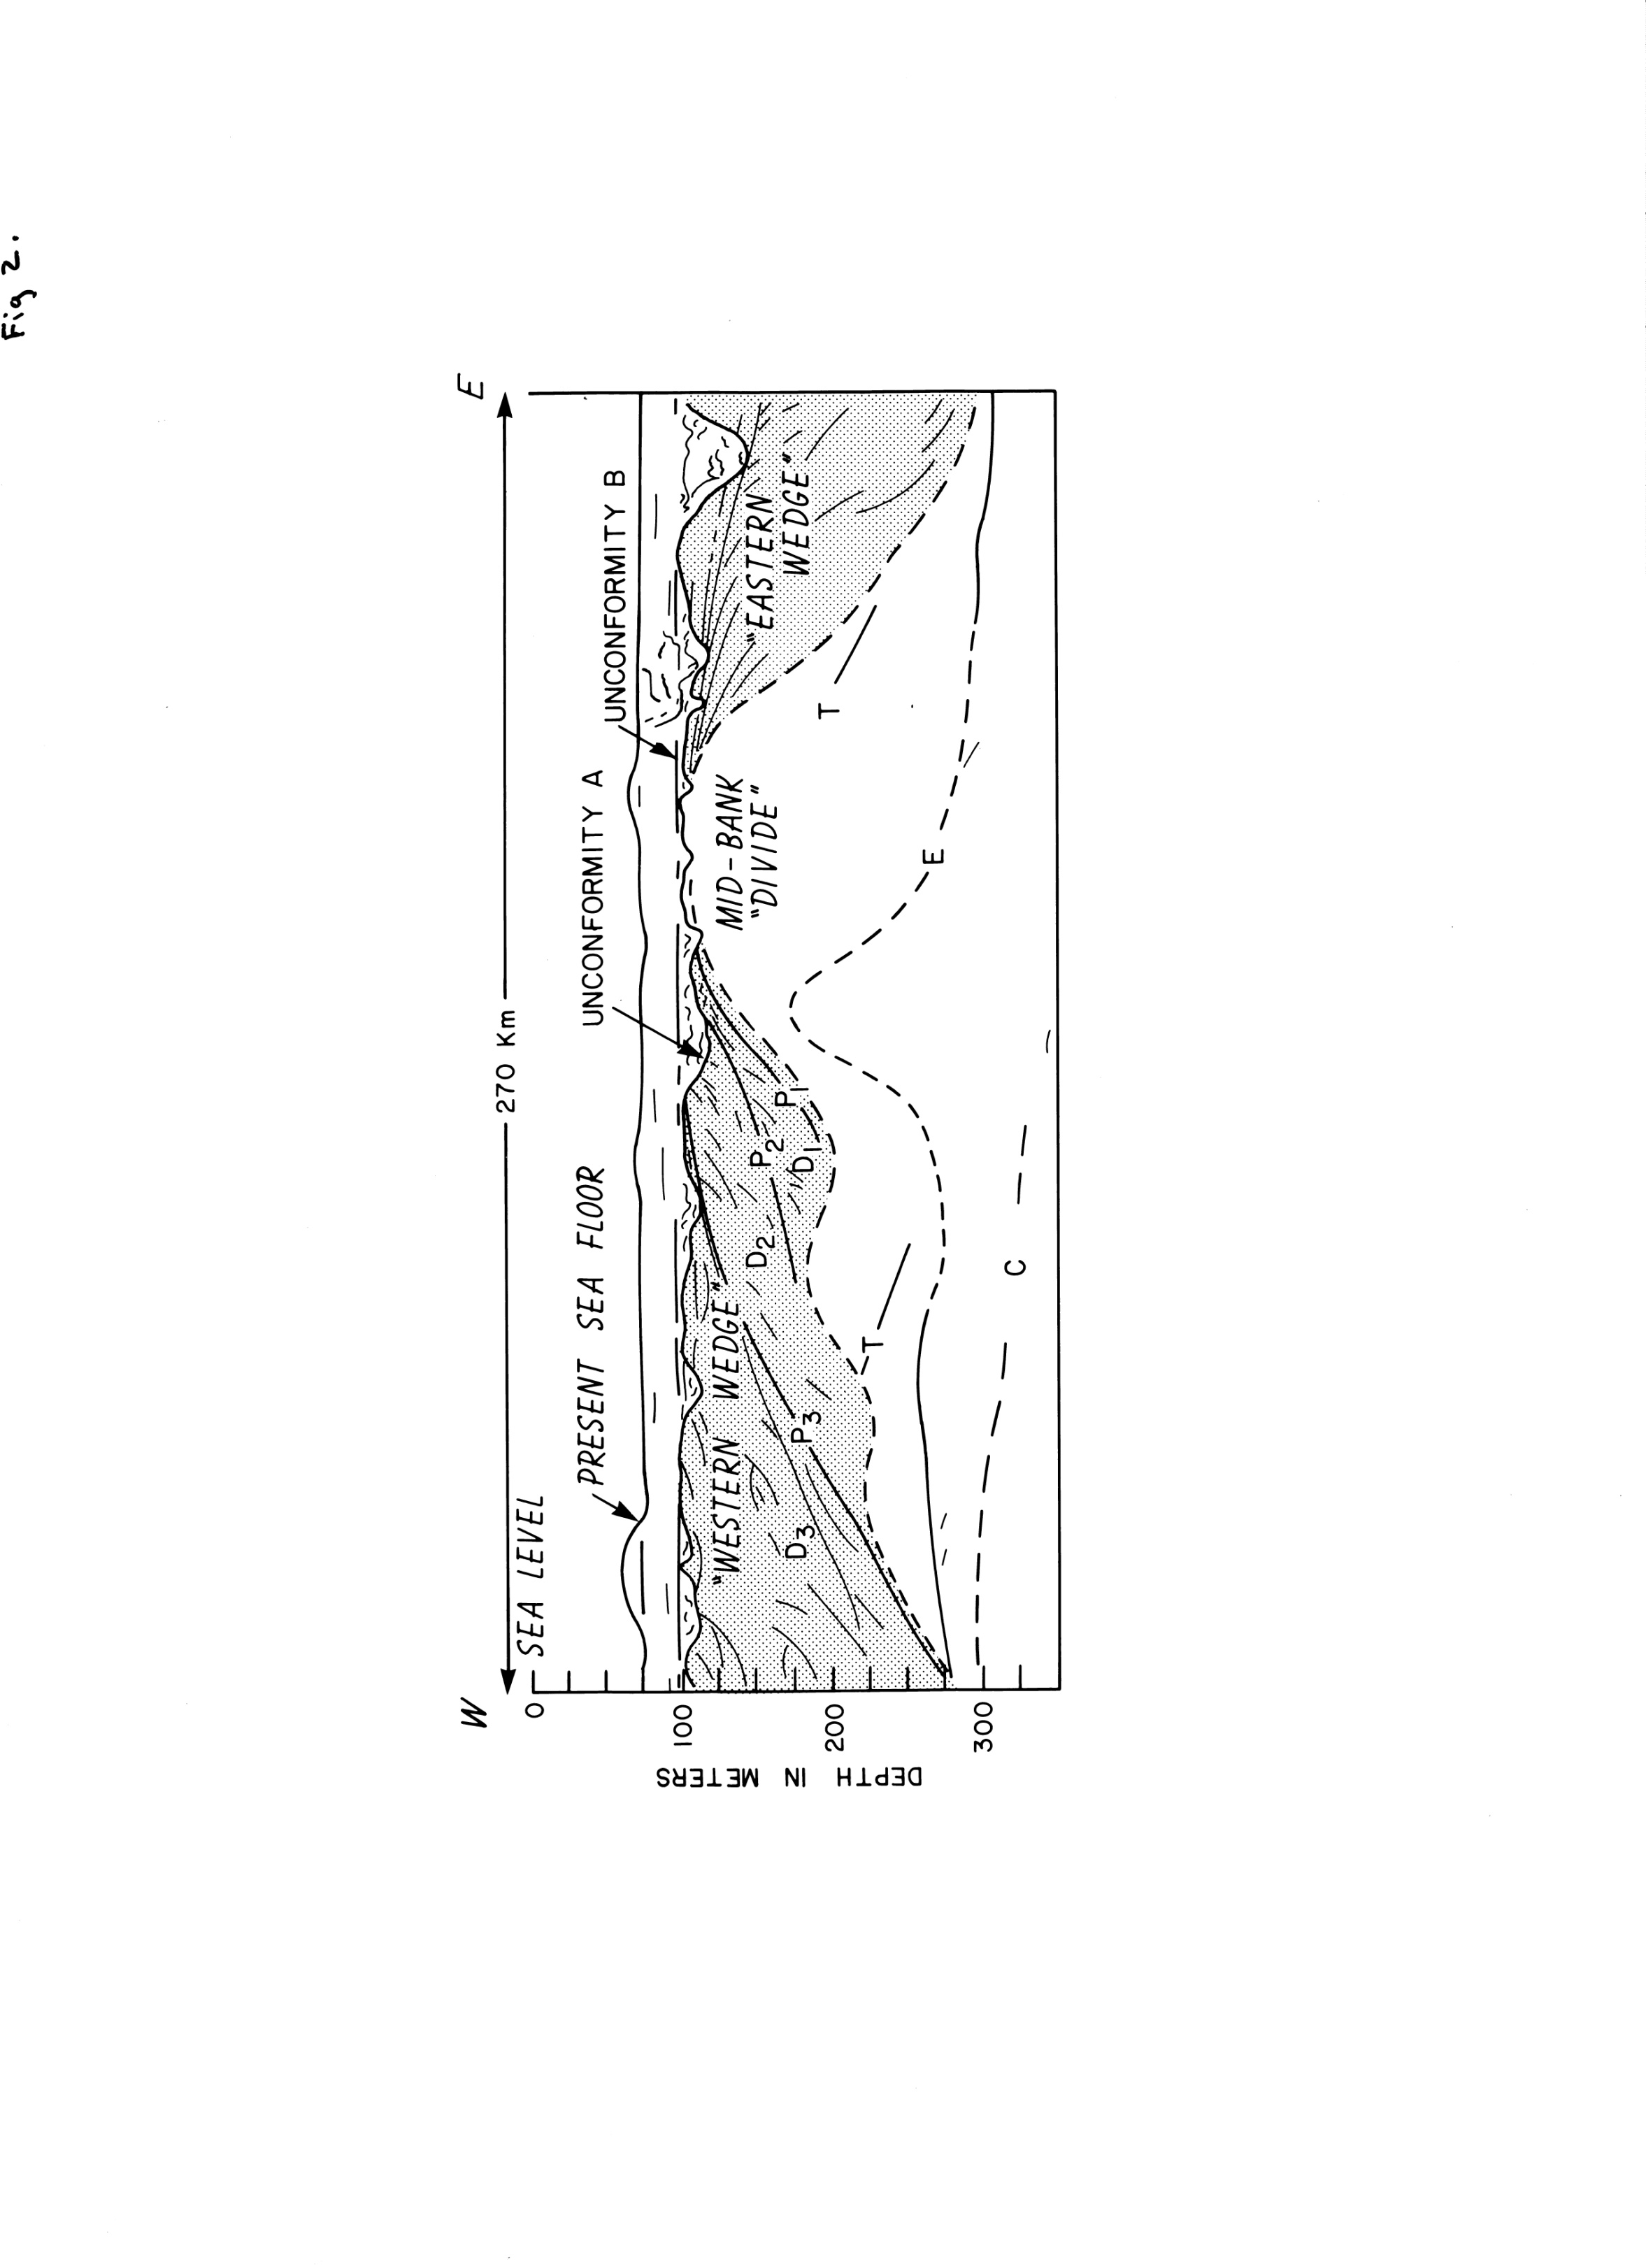 Fig 2.
W
E
270 Km
SEA LEVEL
PRESENT SEA FLOOR
UNCONFORMITY A
UNCONFORMITY B
0
100
200
300
DEPTH IN METERS
"WESTERN WEDGE"
MID-BANK
"DIVIDE"
"EASTERN
WEDGE"
P1
P2
P3
D1
D2
D3
T
T
E
C